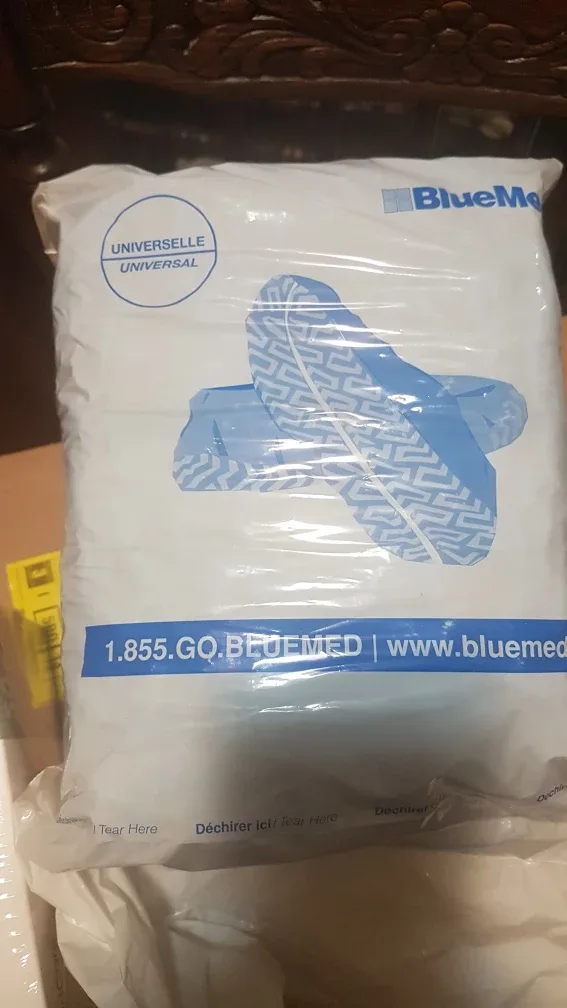 BlueMe
UNIVERSELLE
UNIVERSAL
1.855.GO.BLUEMED | www.bluemed
/ Tear Here Déchirer ici / Tear Here Déchirer